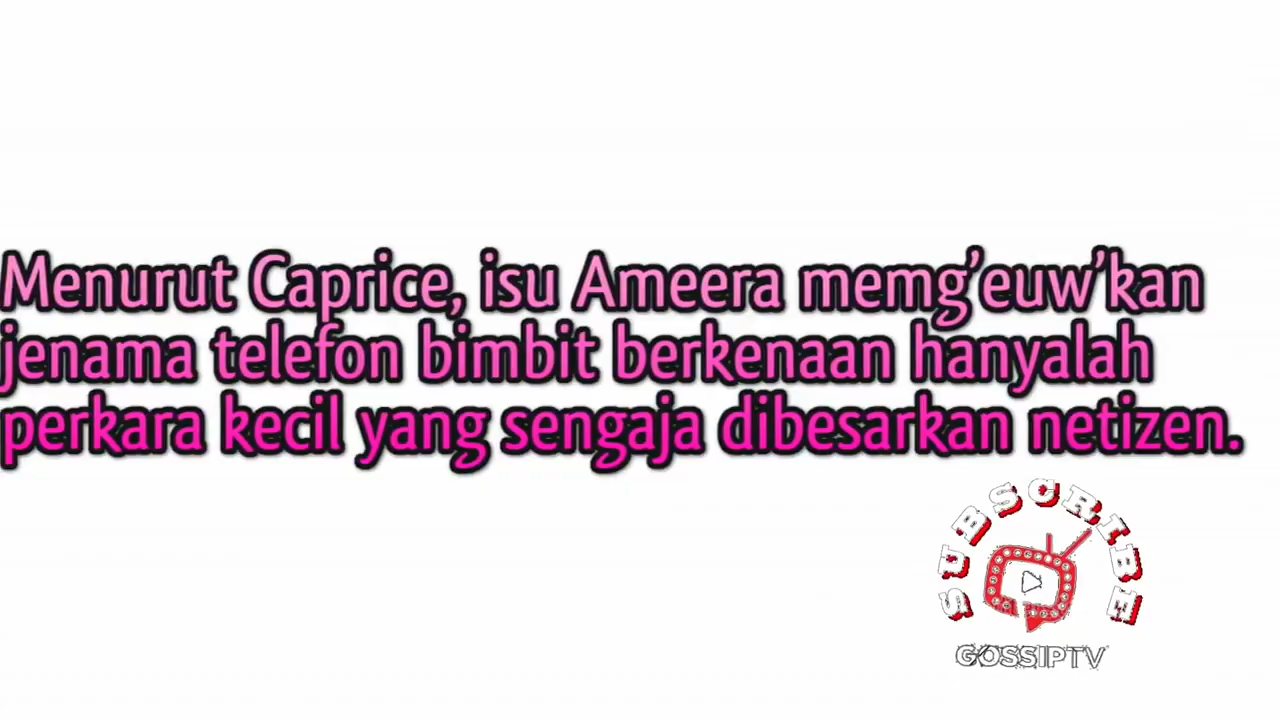 Menurut Caprice, isu Ameera memg’euw’kan
jenama telefon bimbit berkenaan hanyalah
perkara kecil yang sengaja dibesarkan netizen.
SUBSCRIBE
GOSSIPTV